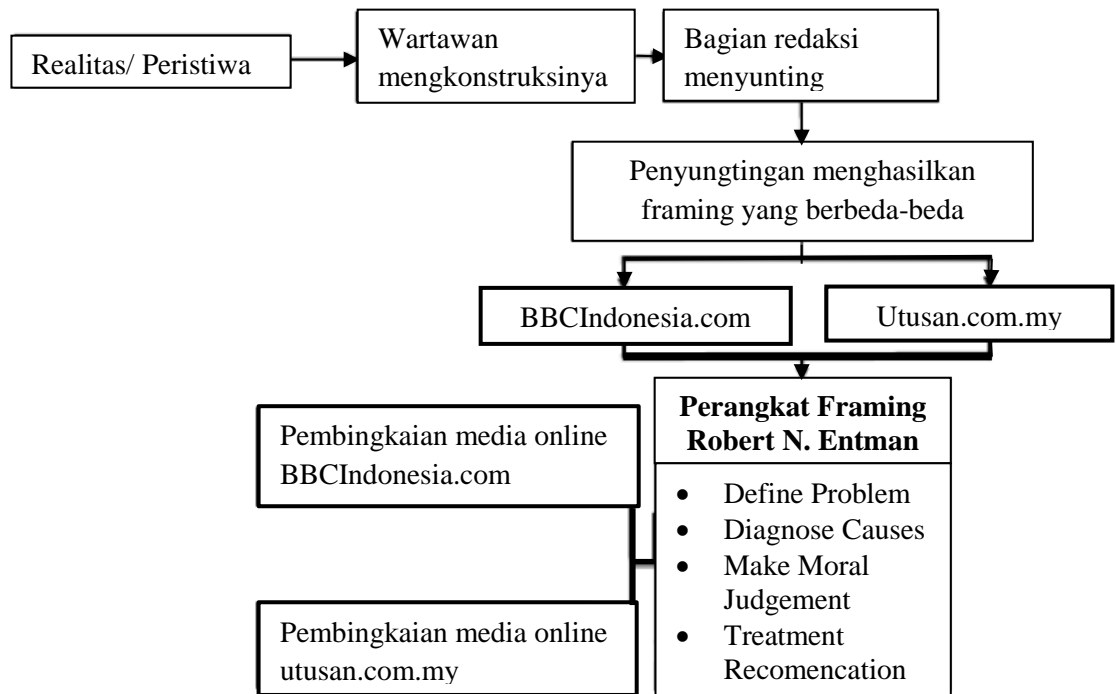 Realitas/ Peristiwa
Wartawan
mengkonstruksinya
Bagian redaksi
menyunting
Penyungtingan menghasilkan
framing yang berbeda-beda
BBCIndonesia.com
Utusan.com.my
Perangkat Framing
Robert N. Entman
• Define Problem
• Diagnose Causes
• Make Moral
Judgement
• Treatment
Recomencation
Pembingkaian media online
BBCIndonesia.com
Pembingkaian media online
utusan.com.my